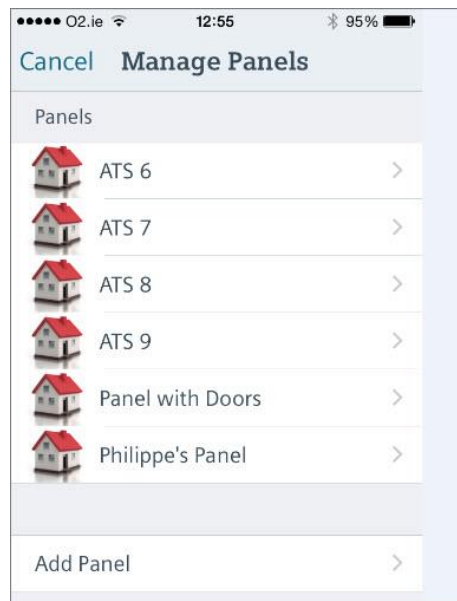 O2.ie 12:55 95%
Cancel Manage Panels
Panels
ATS 6
ATS 7
ATS 8
ATS 9
Panel with Doors
Philippe's Panel
Add Panel